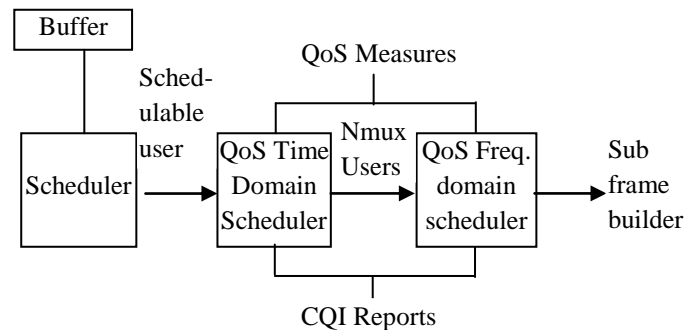 Buffer
QoS Measures
Sched-
ulable
user
Scheduler
QoS Time
Domain
Scheduler
Nmux
Users
QoS Freq.
domain
scheduler
Sub
frame
builder
CQI Reports